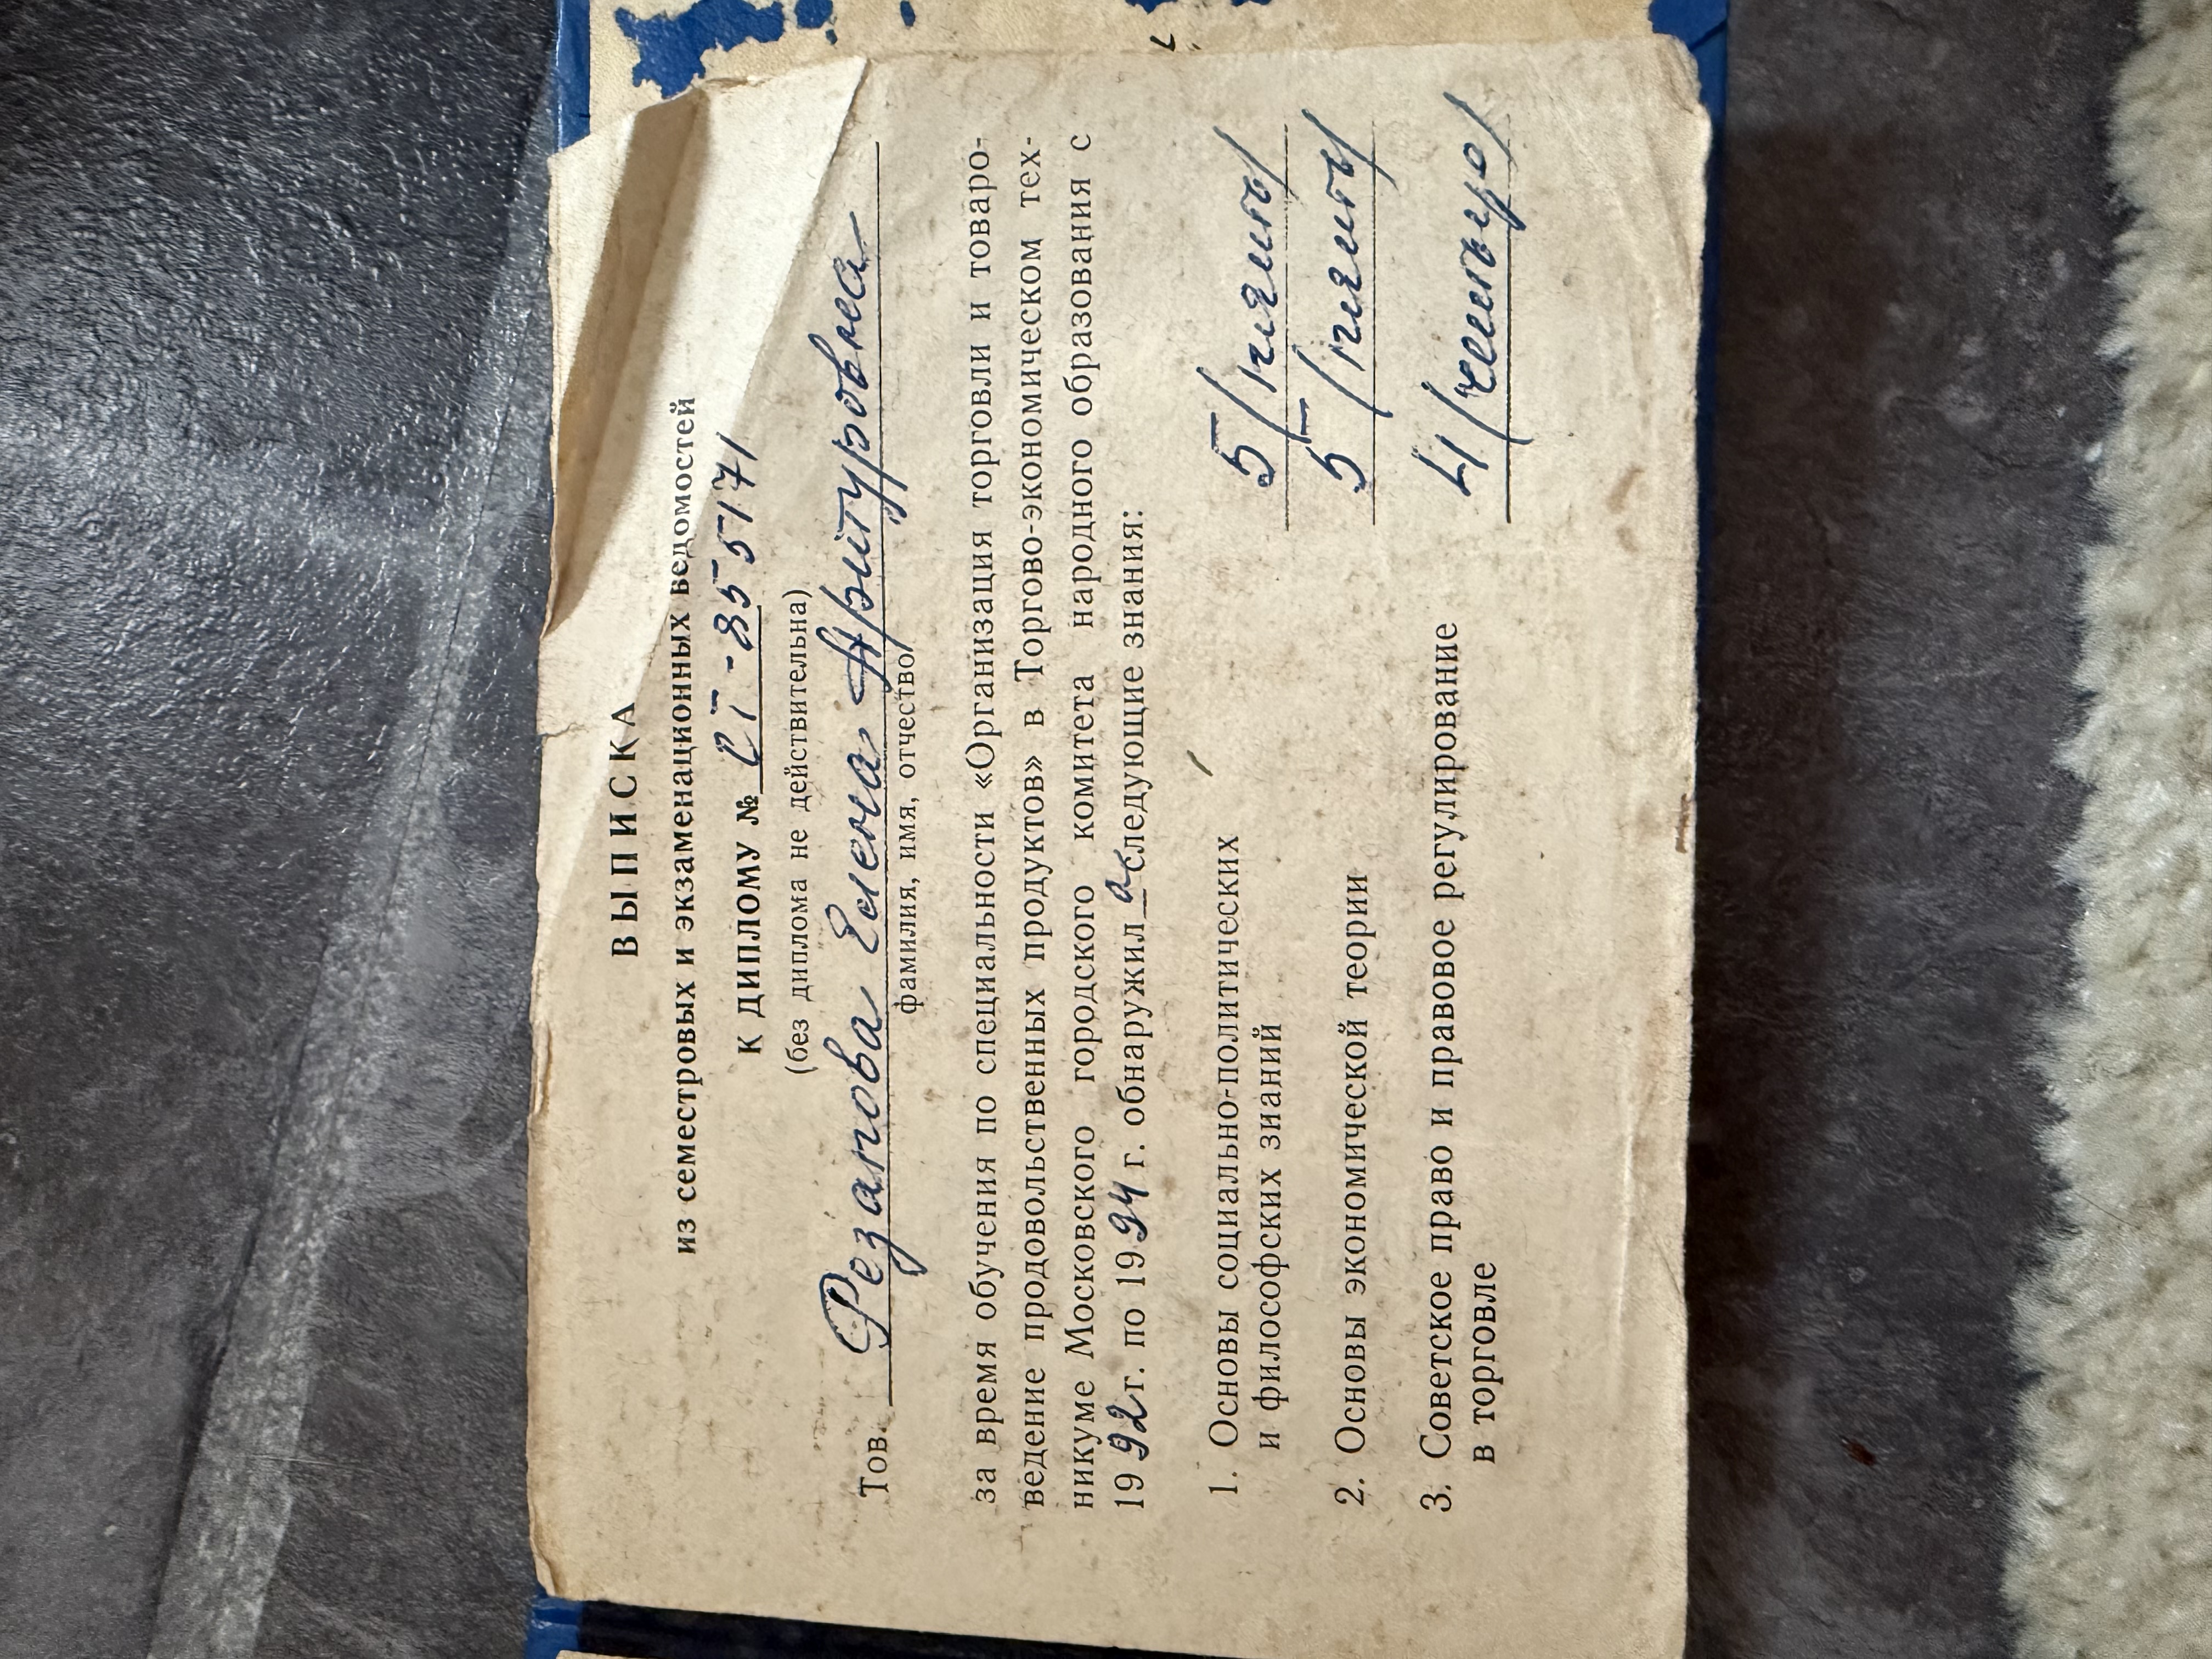 ВЫПИСКА
из семестровых и экзаменационных ведомостей
К ДИПЛОМУ № СТ-855171
(без диплома не действительна)
Тов. Резапова Елена Артуровна
фамилия, имя, отчество
за время обучения по специальности «Организация торговли и товаро-
ведение продовольственных продуктов» в Торгово-экономическом тех-
никуме Московского городского комитета народного образования с
1992 г. по 1994 г. обнаружила следующие знания:
1. Основы социально-политических
и философских знаний 5/пять/
2. Основы экономической теории 5/пять/
3. Советское право и правовое регулирование
в торговле 4/четыре/